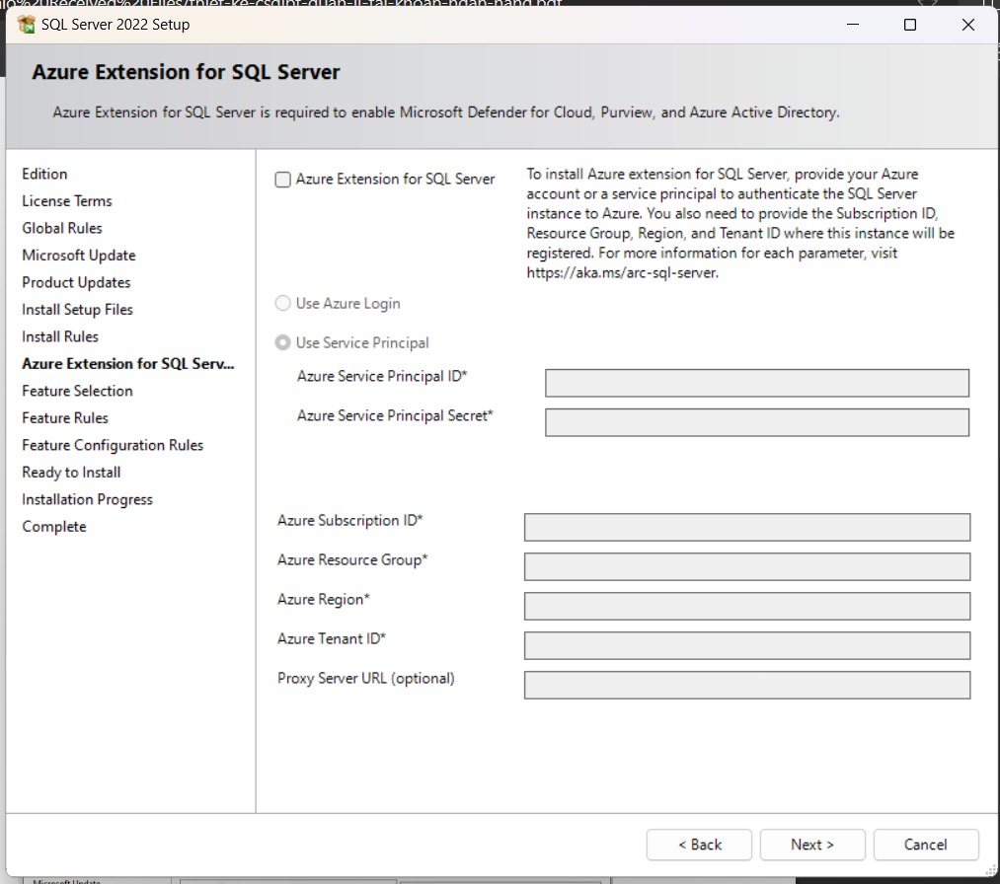 SQL Server 2022 Setup
Azure Extension for SQL Server
Azure Extension for SQL Server is required to enable Microsoft Defender for Cloud, Purview, and Azure Active Directory.
Edition
License Terms
Global Rules
Microsoft Update
Product Updates
Install Setup Files
Install Rules
Azure Extension for SQL Serv...
Feature Selection
Feature Rules
Feature Configuration Rules
Ready to Install
Installation Progress
Complete
Azure Extension for SQL Server
To install Azure extension for SQL Server, provide your Azure
account or a service principal to authenticate the SQL Server
instance to Azure. You also need to provide the Subscription ID,
Resource Group, Region, and Tenant ID where this instance will be
registered. For more information for each parameter, visit
https://aka.ms/arc-sql-server.
Use Azure Login
Use Service Principal
Azure Service Principal ID*
Azure Service Principal Secret*
Azure Subscription ID*
Azure Resource Group*
Azure Region*
Azure Tenant ID*
Proxy Server URL (optional)
< Back
Next >
Cancel
Microsoft Update